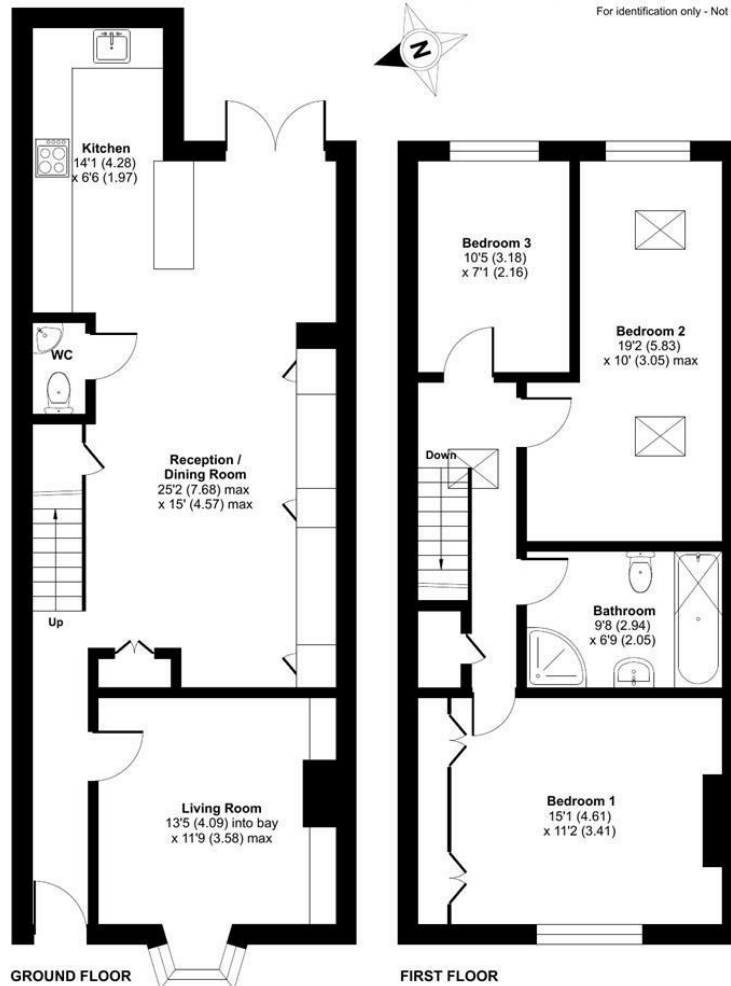 For identification only - Not
N
Kitchen
14'1 (4.28)
x 6'6 (1.97)
WC
Reception /
Dining Room
25'2 (7.68) max
x 15' (4.57) max
Up
Living Room
13'5 (4.09) into bay
x 11'9 (3.58) max
GROUND FLOOR
Bedroom 3
10'5 (3.18)
x 7'1 (2.16)
Bedroom 2
19'2 (5.83)
x 10' (3.05) max
Down
Bathroom
9'8 (2.94)
x 6'9 (2.05)
Bedroom 1
15'1 (4.61)
x 11'2 (3.41)
FIRST FLOOR